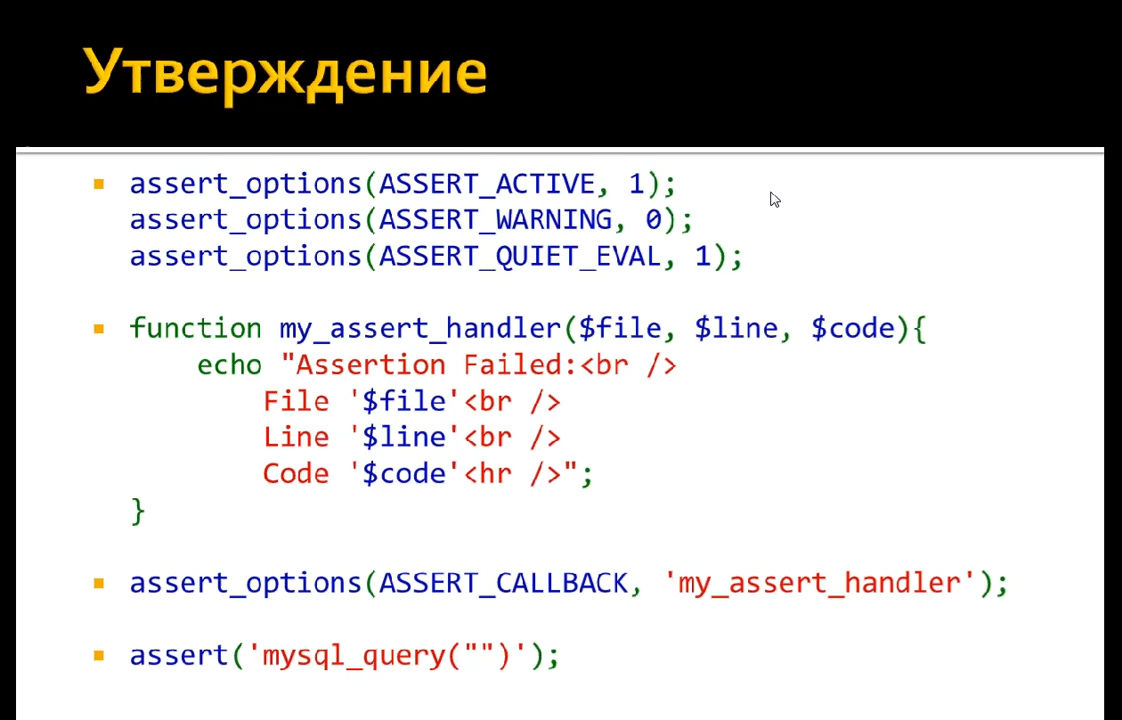 Утверждение
assert_options(ASSERT_ACTIVE, 1);
assert_options(ASSERT_WARNING, 0);
assert_options(ASSERT_QUIET_EVAL, 1);
function my_assert_handler($file, $line, $code){
echo "Assertion Failed:<br />
File '$file'<br />
Line '$line'<br />
Code '$code'<hr />";
}
assert_options(ASSERT_CALLBACK, 'my_assert_handler');
assert('mysql_query("")');